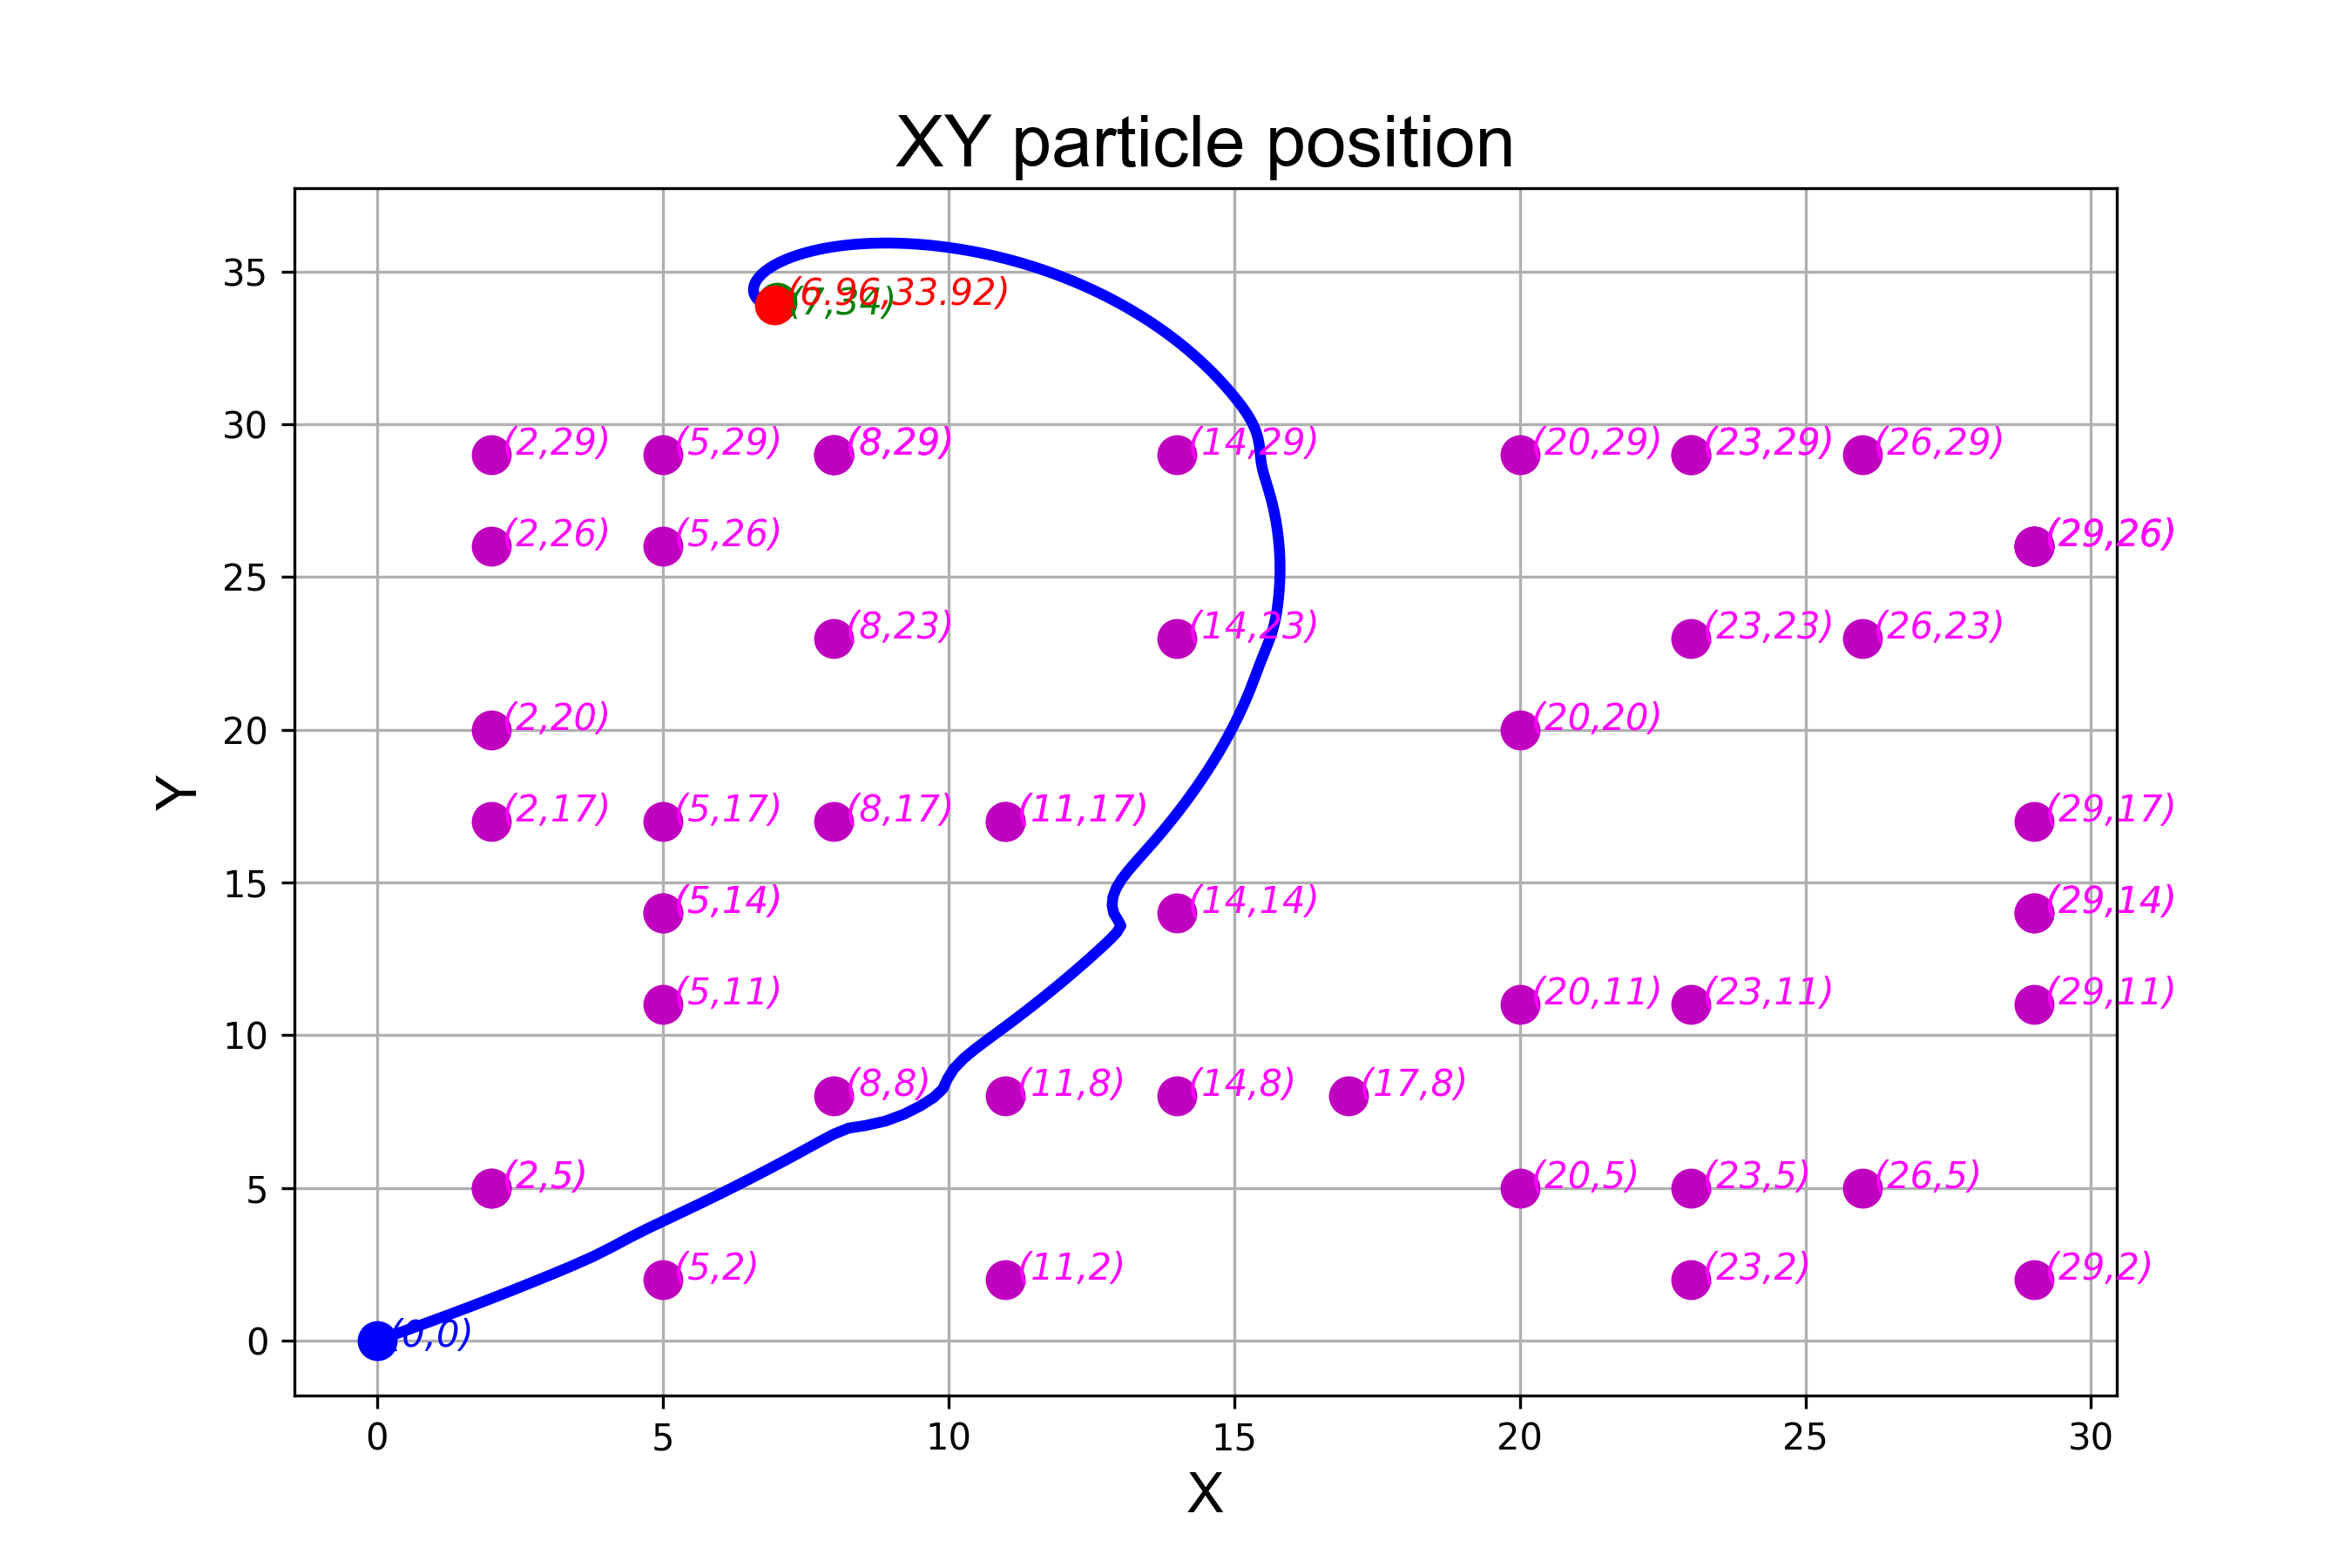 XY particle position
35
(6.96,33.92)
(7,34)
30
(2,29) (5,29) (8,29) (14,29) (20,29) (23,29) (26,29)
(2,26) (5,26) (29,26)
25
(8,23) (14,23) (23,23) (26,23)
20 (2,20) (20,20)
(2,17) (5,17) (8,17) (11,17) (29,17)
Y
15
(5,14) (14,14) (29,14)
(5,11) (20,11) (23,11) (29,11)
10
(8,8) (11,8) (14,8) (17,8)
5 (2,5) (20,5) (23,5) (26,5)
(5,2) (11,2) (23,2) (29,2)
0 (0,0)
0 5 10 15 20 25 30
X